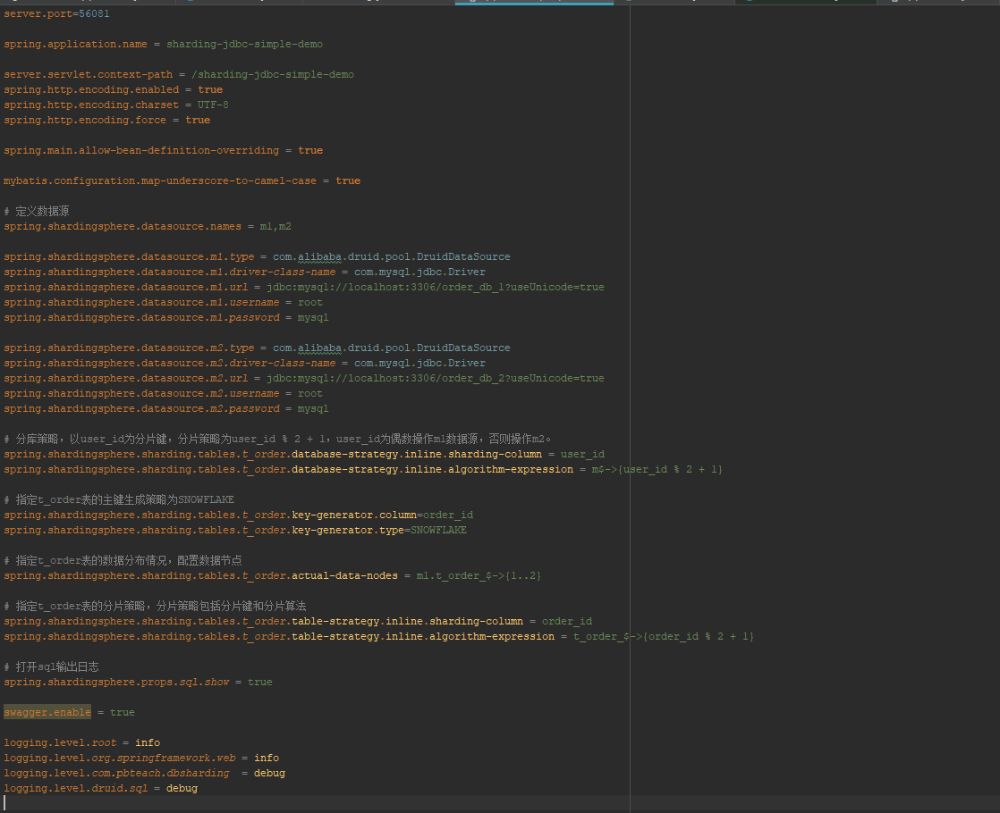 server.port=56081
spring.application.name = sharding-jdbc-simple-demo
server.servlet.context-path = /sharding-jdbc-simple-demo
spring.http.encoding.enabled = true
spring.http.encoding.charset = UTF-8
spring.http.encoding.force = true
spring.main.allow-bean-definition-overriding = true
mybatis.configuration.map-underscore-to-camel-case = true
# 定义数据源
spring.shardingsphere.datasource.names = m1,m2
spring.shardingsphere.datasource.m1.type = com.alibaba.druid.pool.DruidDataSource
spring.shardingsphere.datasource.m1.driver-class-name = com.mysql.jdbc.Driver
spring.shardingsphere.datasource.m1.url = jdbc:mysql://localhost:3306/order_db_1?useUnicode=true
spring.shardingsphere.datasource.m1.username = root
spring.shardingsphere.datasource.m1.password = mysql
spring.shardingsphere.datasource.m2.type = com.alibaba.druid.pool.DruidDataSource
spring.shardingsphere.datasource.m2.driver-class-name = com.mysql.jdbc.Driver
spring.shardingsphere.datasource.m2.url = jdbc:mysql://localhost:3306/order_db_2?useUnicode=true
spring.shardingsphere.datasource.m2.username = root
spring.shardingsphere.datasource.m2.password = mysql
# 分库策略，以user_id为分片键，分片策略为user_id % 2 + 1，user_id为偶数操作m1数据源，否则操作m2。
spring.shardingsphere.sharding.tables.t_order.database-strategy.inline.sharding-column = user_id
spring.shardingsphere.sharding.tables.t_order.database-strategy.inline.algorithm-expression = m$->{user_id % 2 + 1}
# 指定t_order表的主键生成策略为SNOWFLAKE
spring.shardingsphere.sharding.tables.t_order.key-generator.column=order_id
spring.shardingsphere.sharding.tables.t_order.key-generator.type=SNOWFLAKE
# 指定t_order表的数据分布情况，配置数据节点
spring.shardingsphere.sharding.tables.t_order.actual-data-nodes = m1.t_order_$->{1..2}
# 指定t_order表的分片策略，分片策略包括分片键和分片算法
spring.shardingsphere.sharding.tables.t_order.table-strategy.inline.sharding-column = order_id
spring.shardingsphere.sharding.tables.t_order.table-strategy.inline.algorithm-expression = t_order_$->{order_id % 2 + 1}
# 打开sql输出日志
spring.shardingsphere.props.sql.show = true
swagger.enable = true
logging.level.root = info
logging.level.org.springframework.web = info
logging.level.com.pbteach.dbsharding  = debug
logging.level.druid.sql = debug